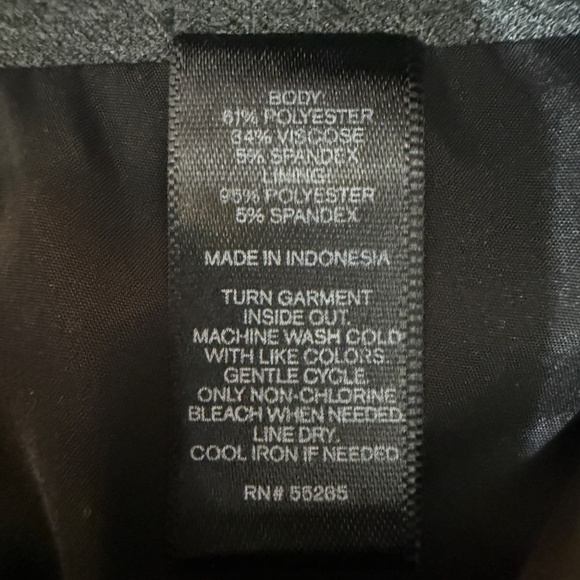 BODY:
61% POLYESTER
34% VISCOSE
5% SPANDEX
LINING:
95% POLYESTER
5% SPANDEX
MADE IN INDONESIA
TURN GARMENT
INSIDE OUT.
MACHINE WASH COLD
WITH LIKE COLORS.
GENTLE CYCLE.
ONLY NON-CHLORINE
BLEACH WHEN NEEDED.
LINE DRY.
COOL IRON IF NEEDED.
RN# 55285